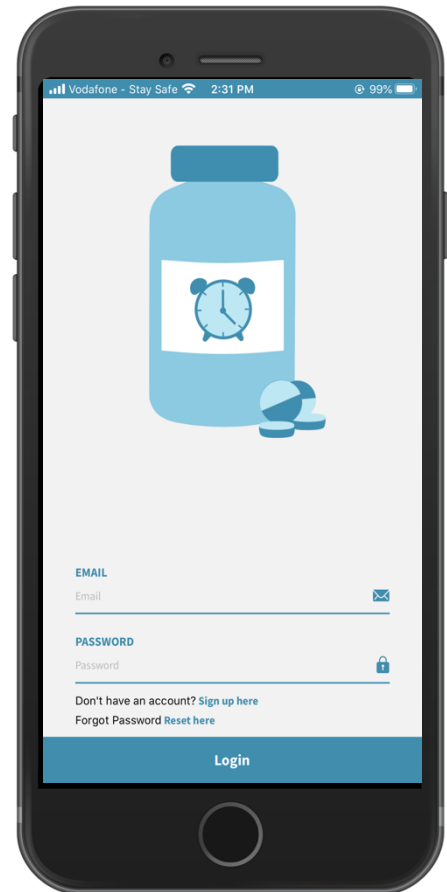 Vodafone - Stay Safe 2:31 PM 99%
EMAIL
Email
PASSWORD
Password
Don't have an account? Sign up here
Forgot Password Reset here
Login